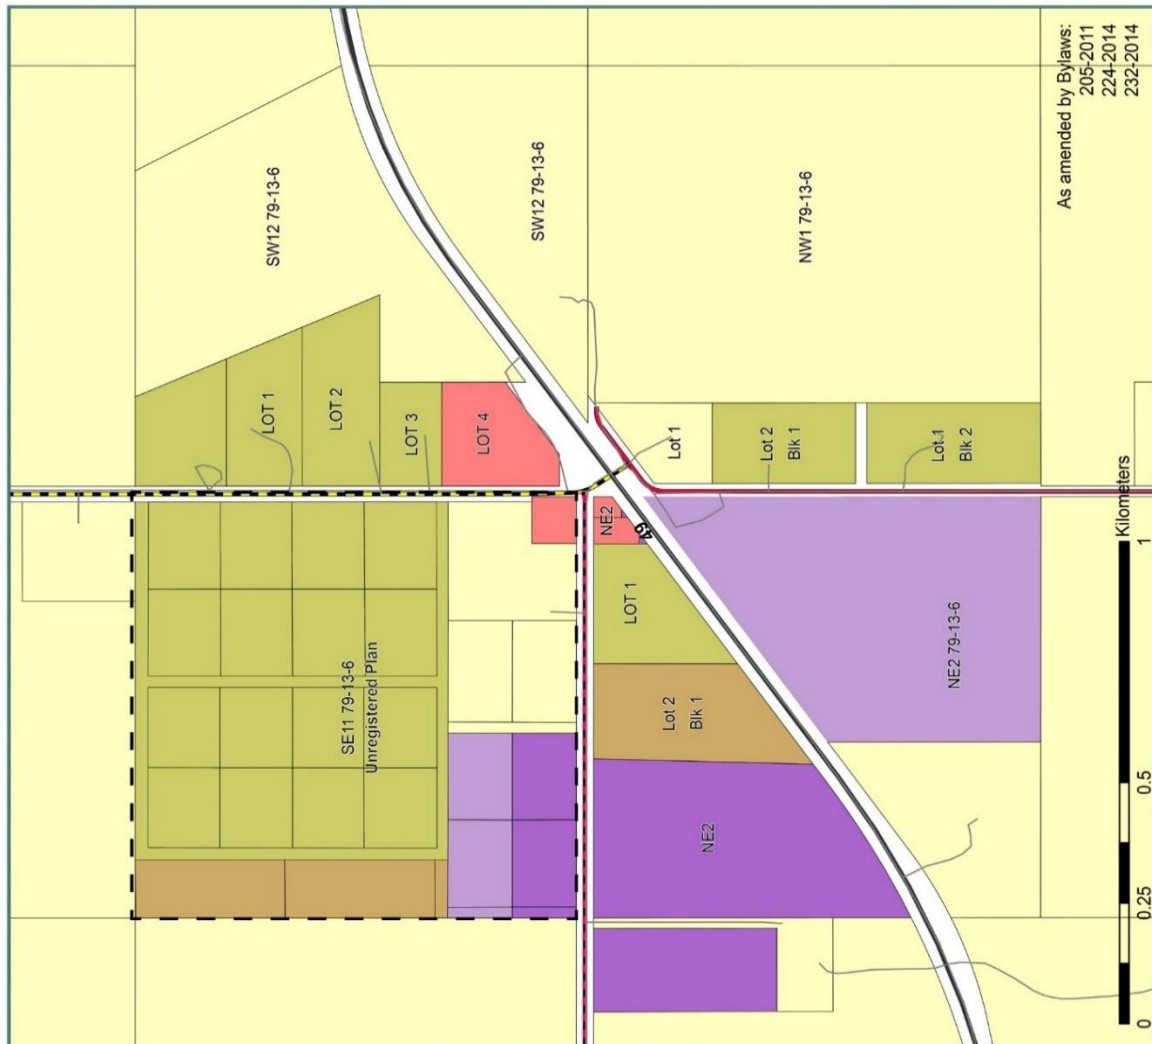 As amended by Bylaws:
205-2011
224-2014
232-2014
SW12 79-13-6
SW12 79-13-6
NW1 79-13-6
LOT 1
LOT 2
LOT 3
LOT 4
Lot 1
Lot 2
Blk 1
Lot 1
Blk 2
SE11 79-13-6
Unregistered Plan
NE2
49
LOT 1
Lot 2
Blk 1
NE2
NE2 79-13-6
Kilometers
0
0.25
0.5
1